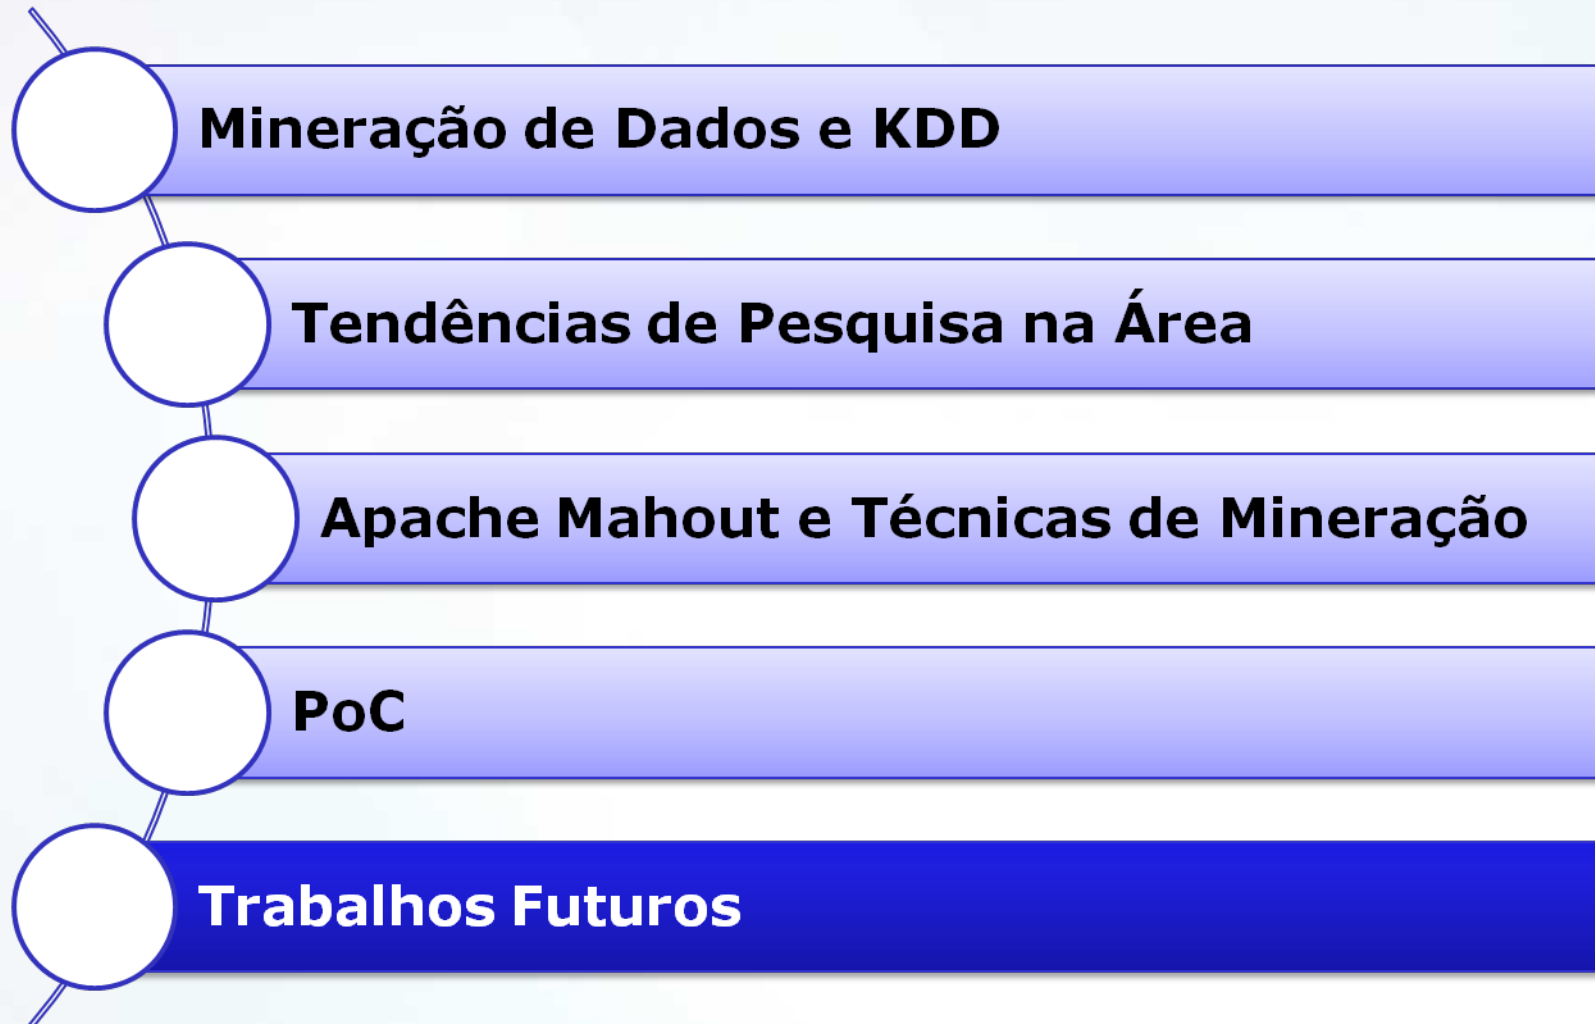 Mineração de Dados e KDD
Tendências de Pesquisa na Área
Apache Mahout e Técnicas de Mineração
PoC
Trabalhos Futuros